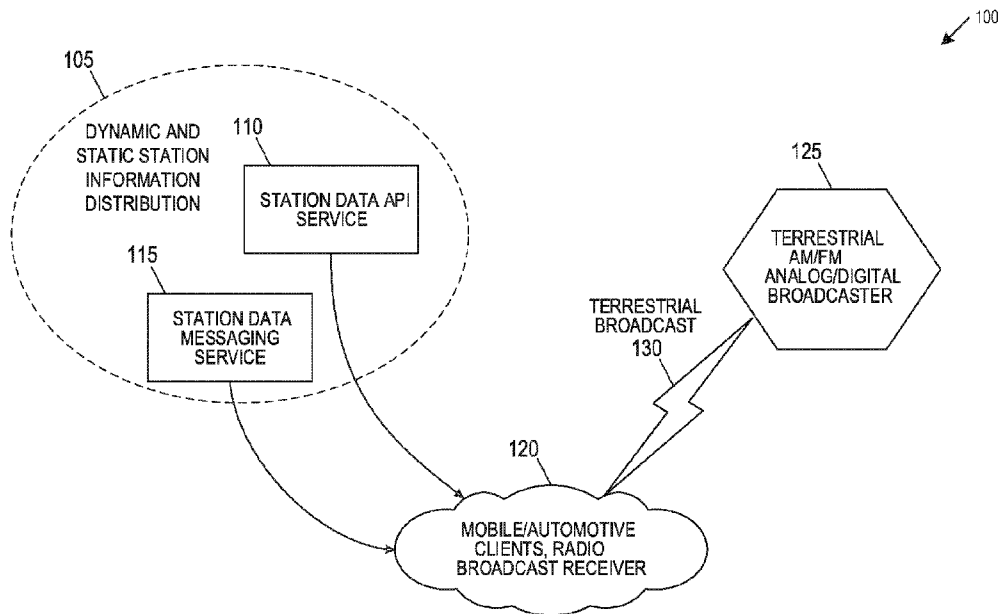 100
105
DYNAMIC AND
STATIC STATION
INFORMATION
DISTRIBUTION
110
STATION DATA API
SERVICE
115
STATION DATA
MESSAGING
SERVICE
125
TERRESTRIAL
AM/FM
ANALOG/DIGITAL
BROADCASTER
TERRESTRIAL
BROADCAST
130
120
MOBILE/AUTOMOTIVE
CLIENTS, RADIO
BROADCAST RECEIVER